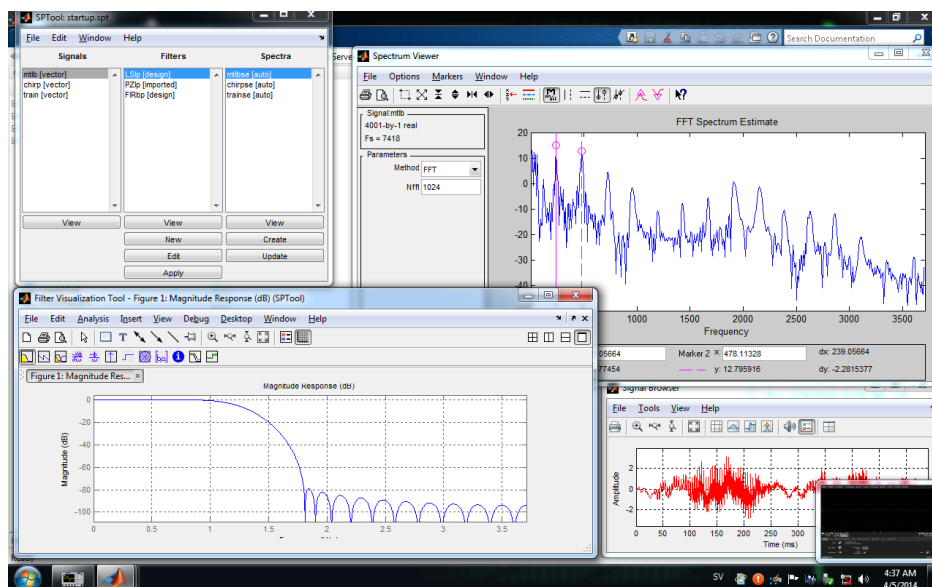 SPTool: startup.spt
File Edit Window Help
Signals Filters Spectra
mtlb [vector]
chirp [vector]
train [vector]
LSlp [design]
PZlp [imported]
FIRbp [design]
mtlbse [auto]
chirpse [auto]
trainse [auto]
View View View
New Create
Edit Update
Apply
Search Documentation
Spectrum Viewer
File Options Markers Window Help
Signal:mtlb
4001-by-1 real
Fs = 7418
Parameters
Method FFT
Nfft 1024
FFT Spectrum Estimate
20
10
0
-10
-20
-30
-40
1000 1500 2000 2500 3000 3500
Frequency
05664 Marker 2 x: 478.11328 dx: 239.05664
77454 y: 12.795916 dy: -2.2815377
Filter Visualization Tool - Figure 1: Magnitude Response (dB) (SPTool)
File Edit Analysis Insert View Debug Desktop Window Help
Figure 1: Magnitude Res...
Magnitude Response (dB)
Magnitude (dB)
0
-20
-40
-60
-80
-100
0 0.5 1 1.5 2 2.5 3 3.5
Signal Browser
File Tools View Help
Amplitude
2
0
-2
0 50 100 150 200 250 300
Time (ms)
SV
4:37 AM
4/5/2014